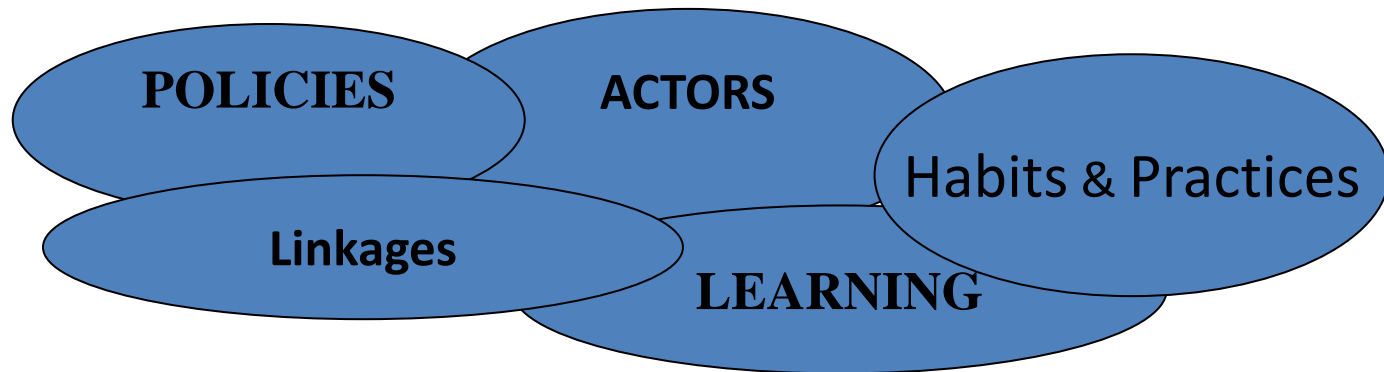 POLICIES
ACTORS
Habits & Practices
Linkages
LEARNING